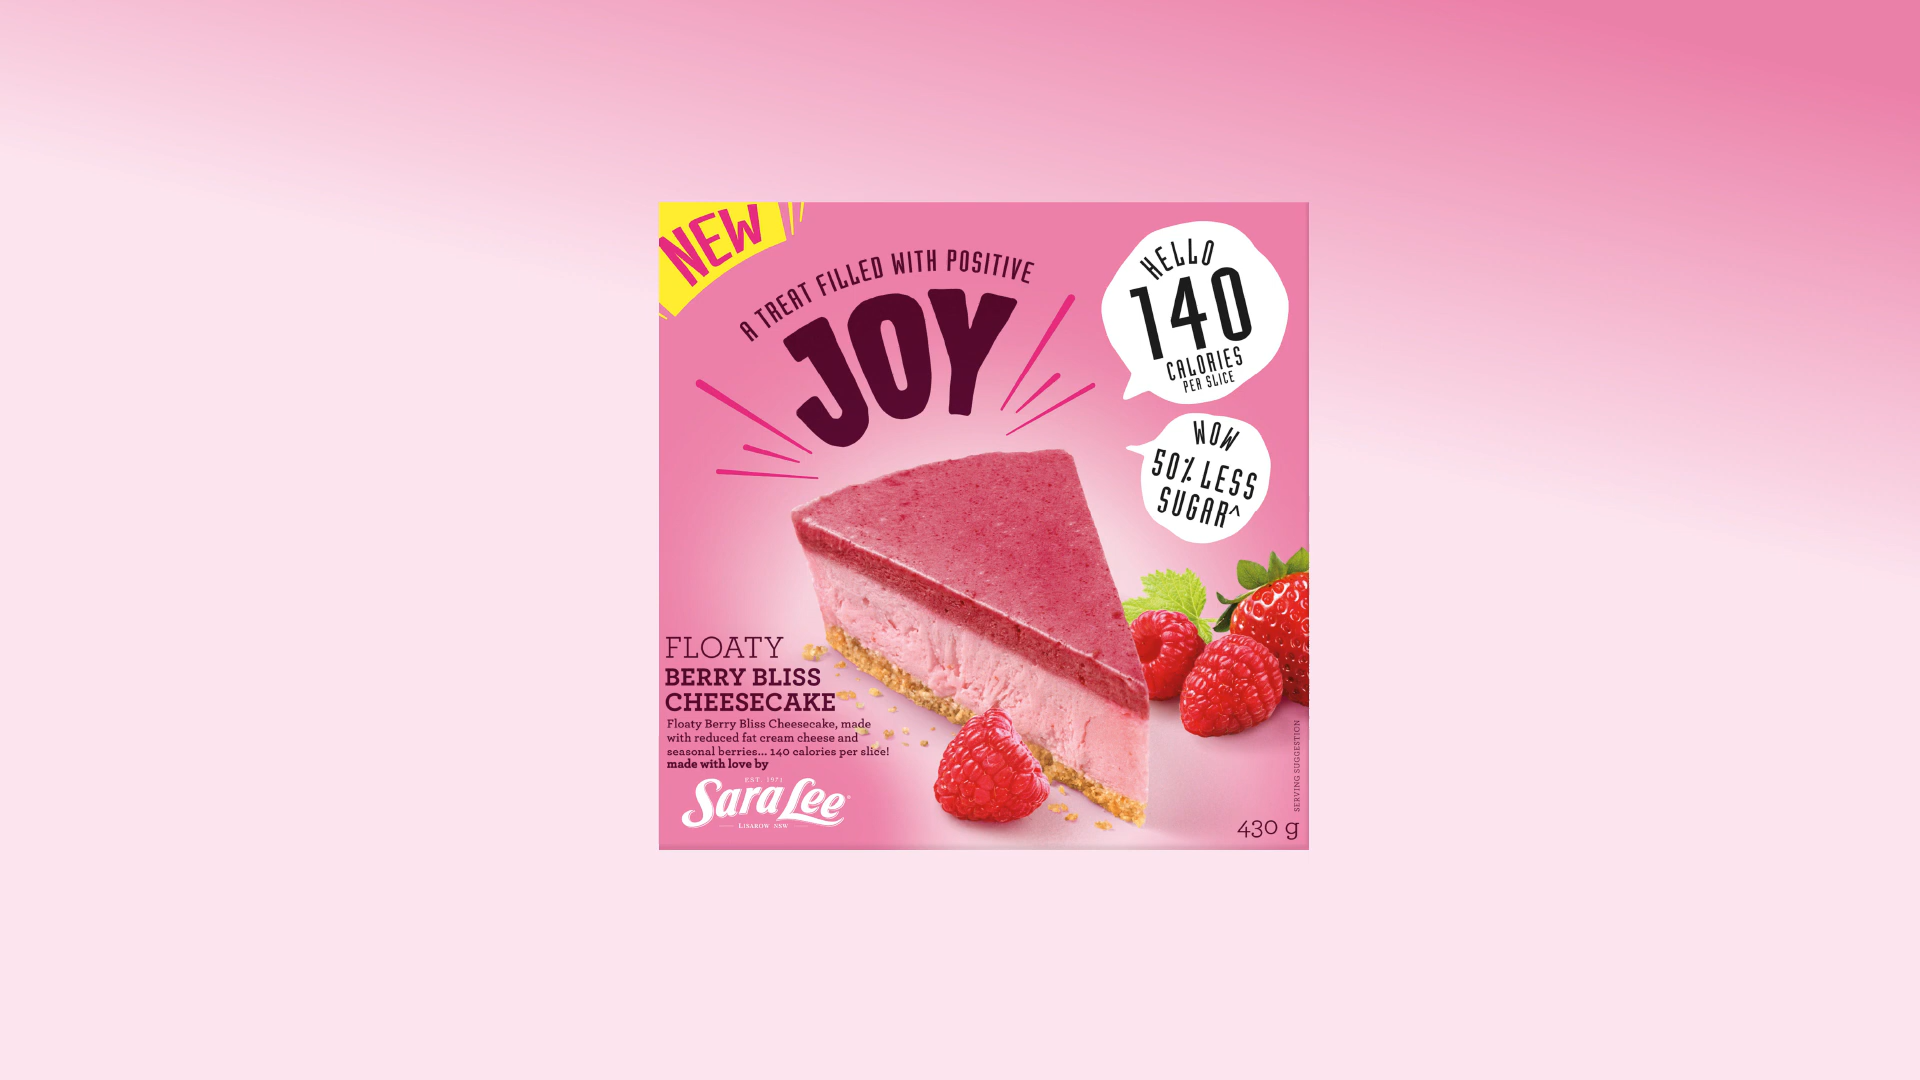 NEW
A TREAT FILLED WITH POSITIVE
JOY
HELLO
140
CALORIES
PER SLICE
WOW
50% LESS
SUGAR^
FLOATY
BERRY BLISS
CHEESECAKE
Floaty Berry Bliss Cheesecake, made
with reduced fat cream cheese and
seasonal berries... 140 calories per slice!
made with love by
EST. 1971
Sara Lee
LISAROW NSW
SERVING SUGGESTION
430 g